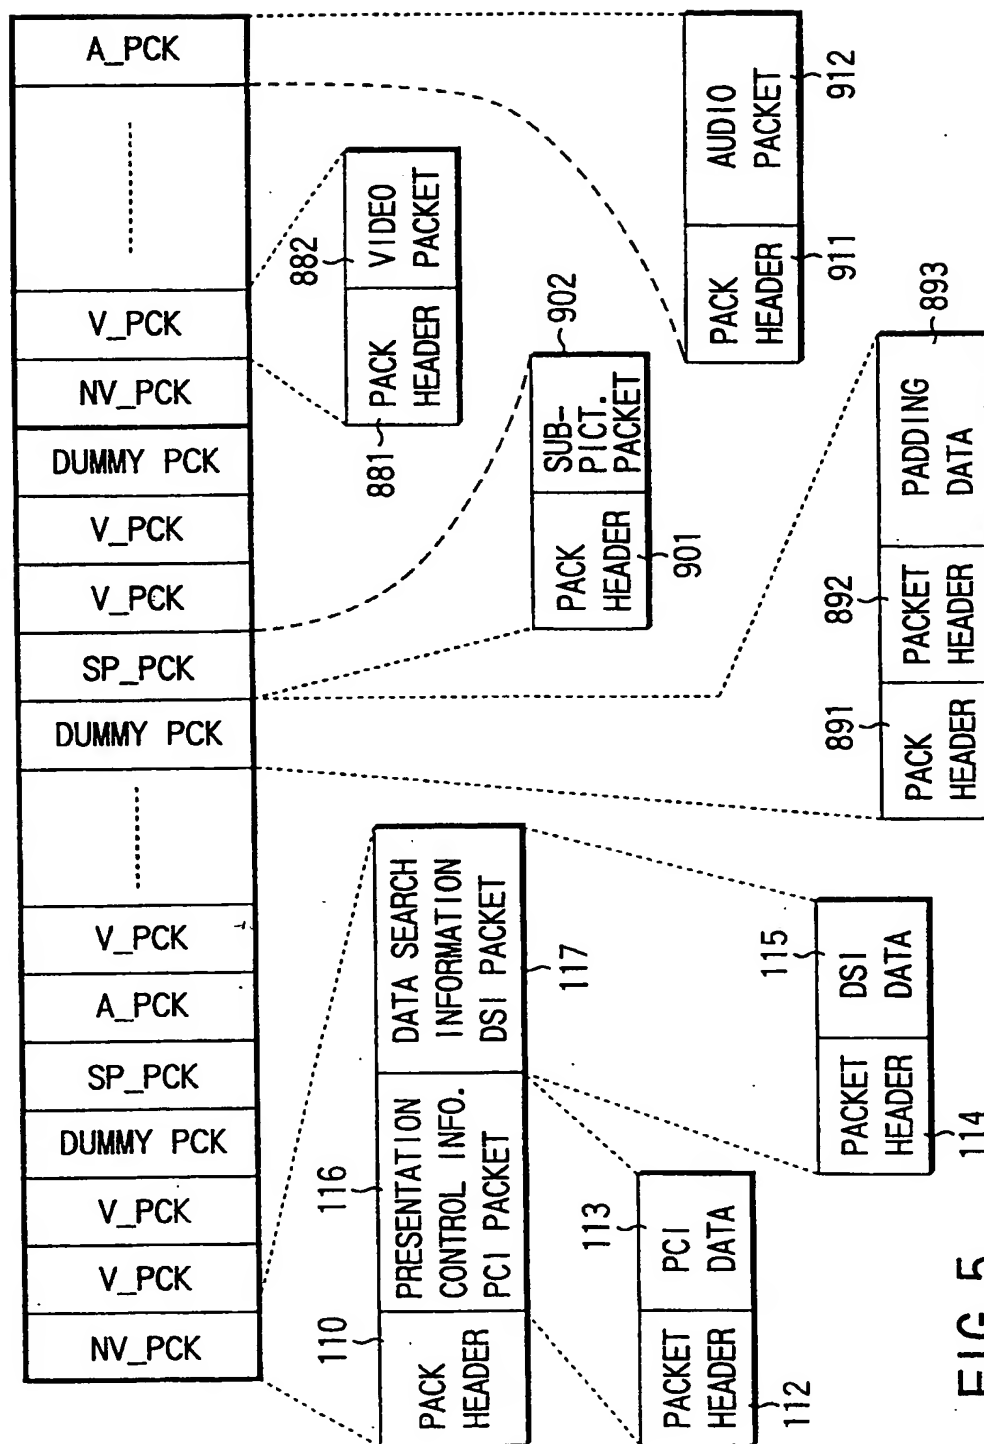 NV_PCK
V_PCK
V_PCK
DUMMY PCK
SP_PCK
A_PCK
V_PCK
DUMMY PCK
SP_PCK
V_PCK
V_PCK
DUMMY PCK
NV_PCK
V_PCK
A_PCK
110
PACK
HEADER
116
PRESENTATION
CONTROL INFO.
PCI PACKET
DATA SEARCH
INFORMATION
DSI PACKET
117
PACKET
HEADER
112
113
PCI
DATA
PACKET
HEADER
114
115
DSI
DATA
881
PACK
HEADER
882
VIDEO
PACKET
PACK
HEADER
901
902
SUB-
PICT.
PACKET
891
PACK
HEADER
892
PACKET
HEADER
893
PADDING
DATA
PACK
HEADER
911
AUDIO
PACKET
912
FIG. 5